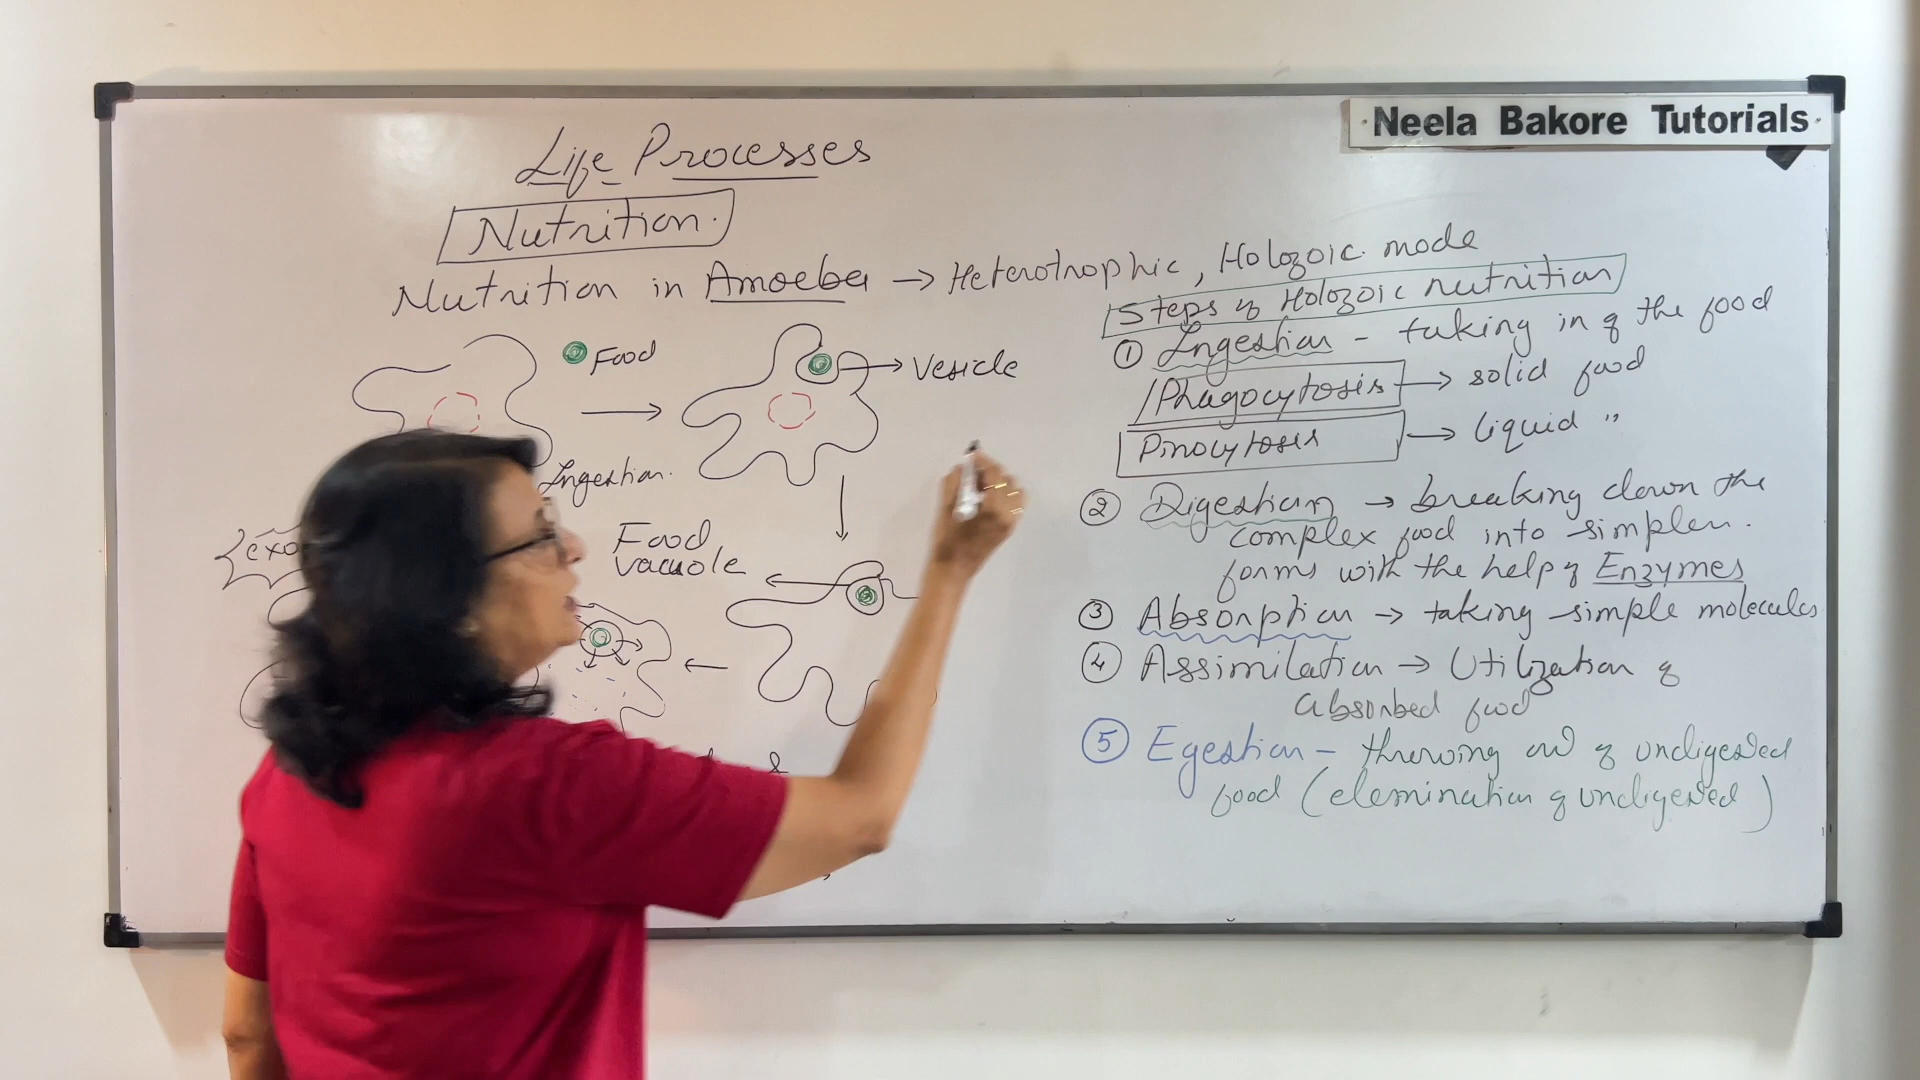 Neela Bakore Tutorials
Life Processes
Nutrition.
Nutrition in Amoeba → Heterotrophic, Holozoic mode
Food
→ Vesicle
Ingestion.
Food
vacuole
{exo
Steps of Holozoic nutrition
① Ingestion - taking in of the food
Phagocytosis → solid food
Pinocytosis → liquid "
② Digestion → breaking down the
complex food into simpler.
forms with the help of Enzymes
③ Absorption → taking simple molecules
④ Assimilation → Utilization of
absorbed food
⑤ Egestion - throwing out of undigested
food (elemination of undigested)